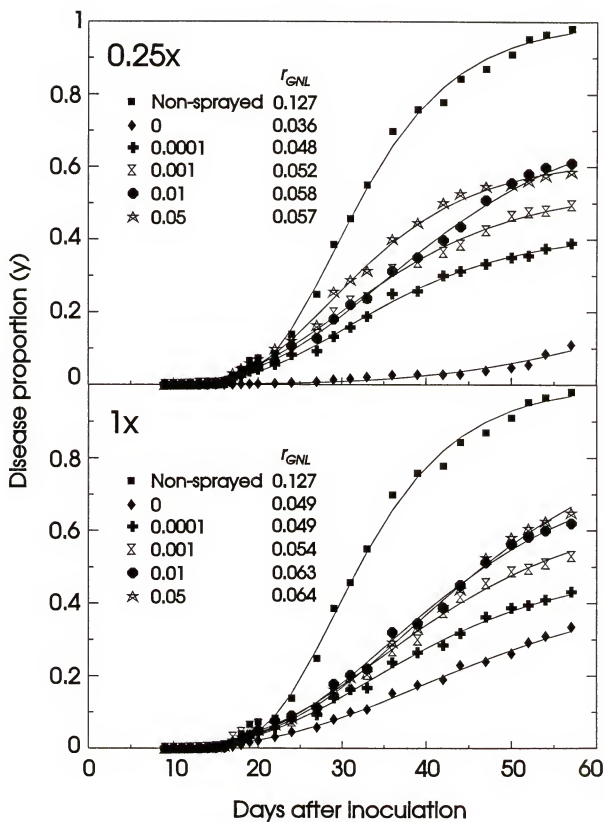 1
0.25x
r_GNL
Non-sprayed 0.127
0 0.036
0.0001 0.048
0.001 0.052
0.01 0.058
0.05 0.057
0.8
0.6
0.4
0.2
0
Disease proportion (y)
1x
r_GNL
Non-sprayed 0.127
0 0.049
0.0001 0.049
0.001 0.054
0.01 0.063
0.05 0.064
0.8
0.6
0.4
0.2
0
0 10 20 30 40 50 60
Days after inoculation